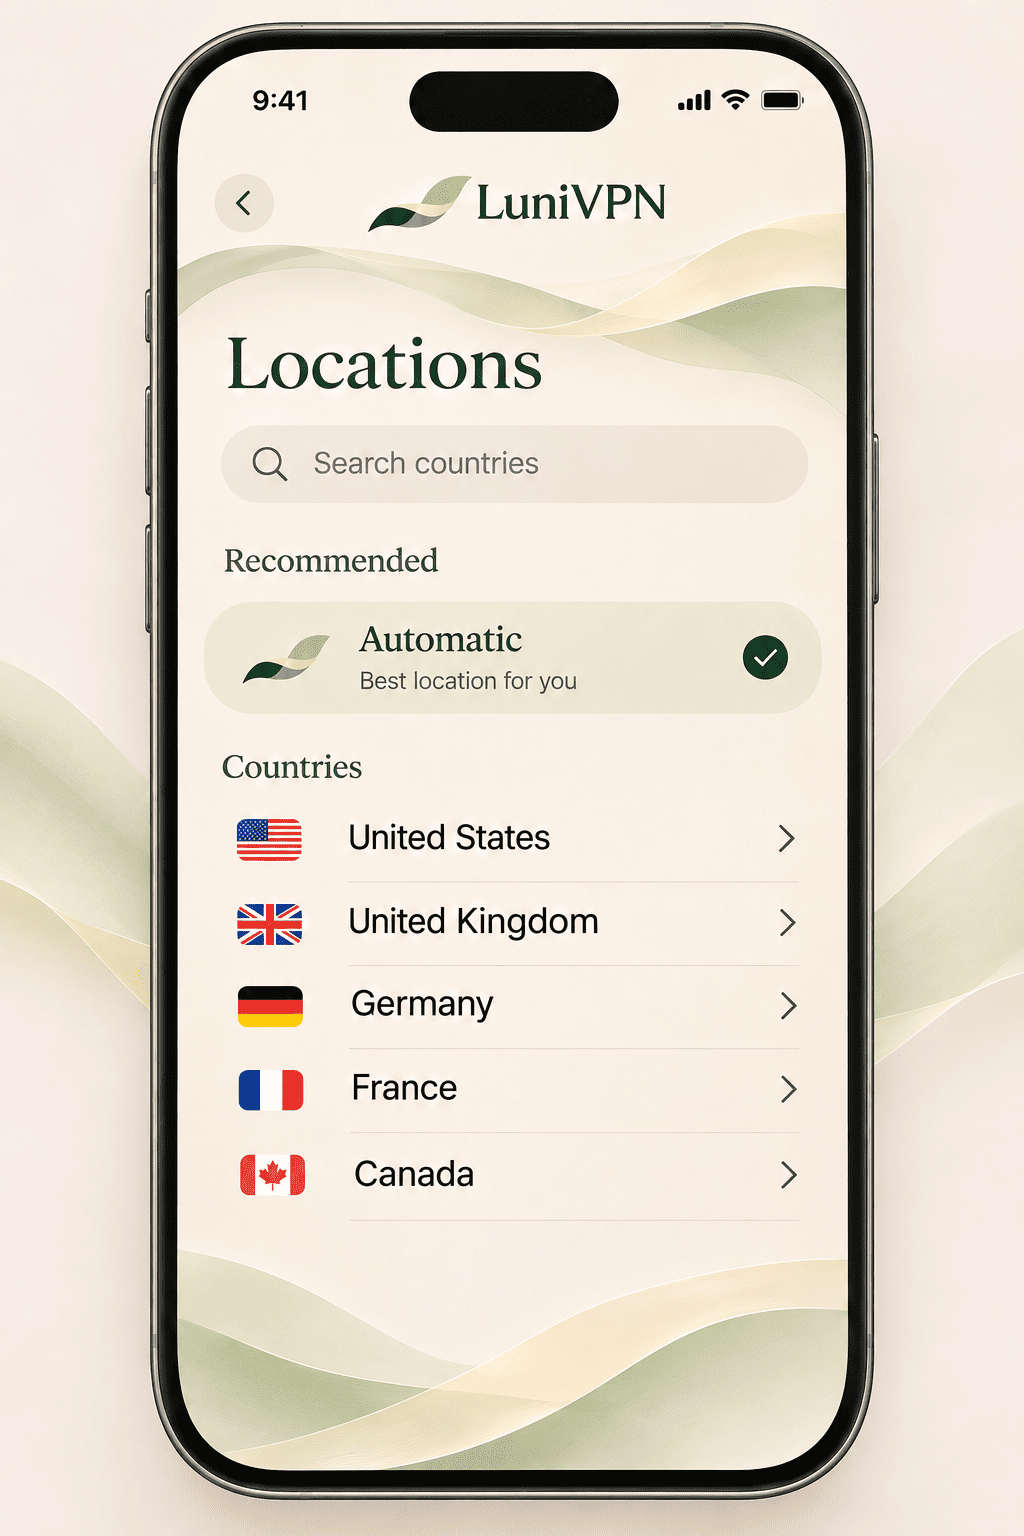 9:41
LuniVPN
Locations
Search countries
Recommended
Automatic
Best location for you
Countries
United States
United Kingdom
Germany
France
Canada